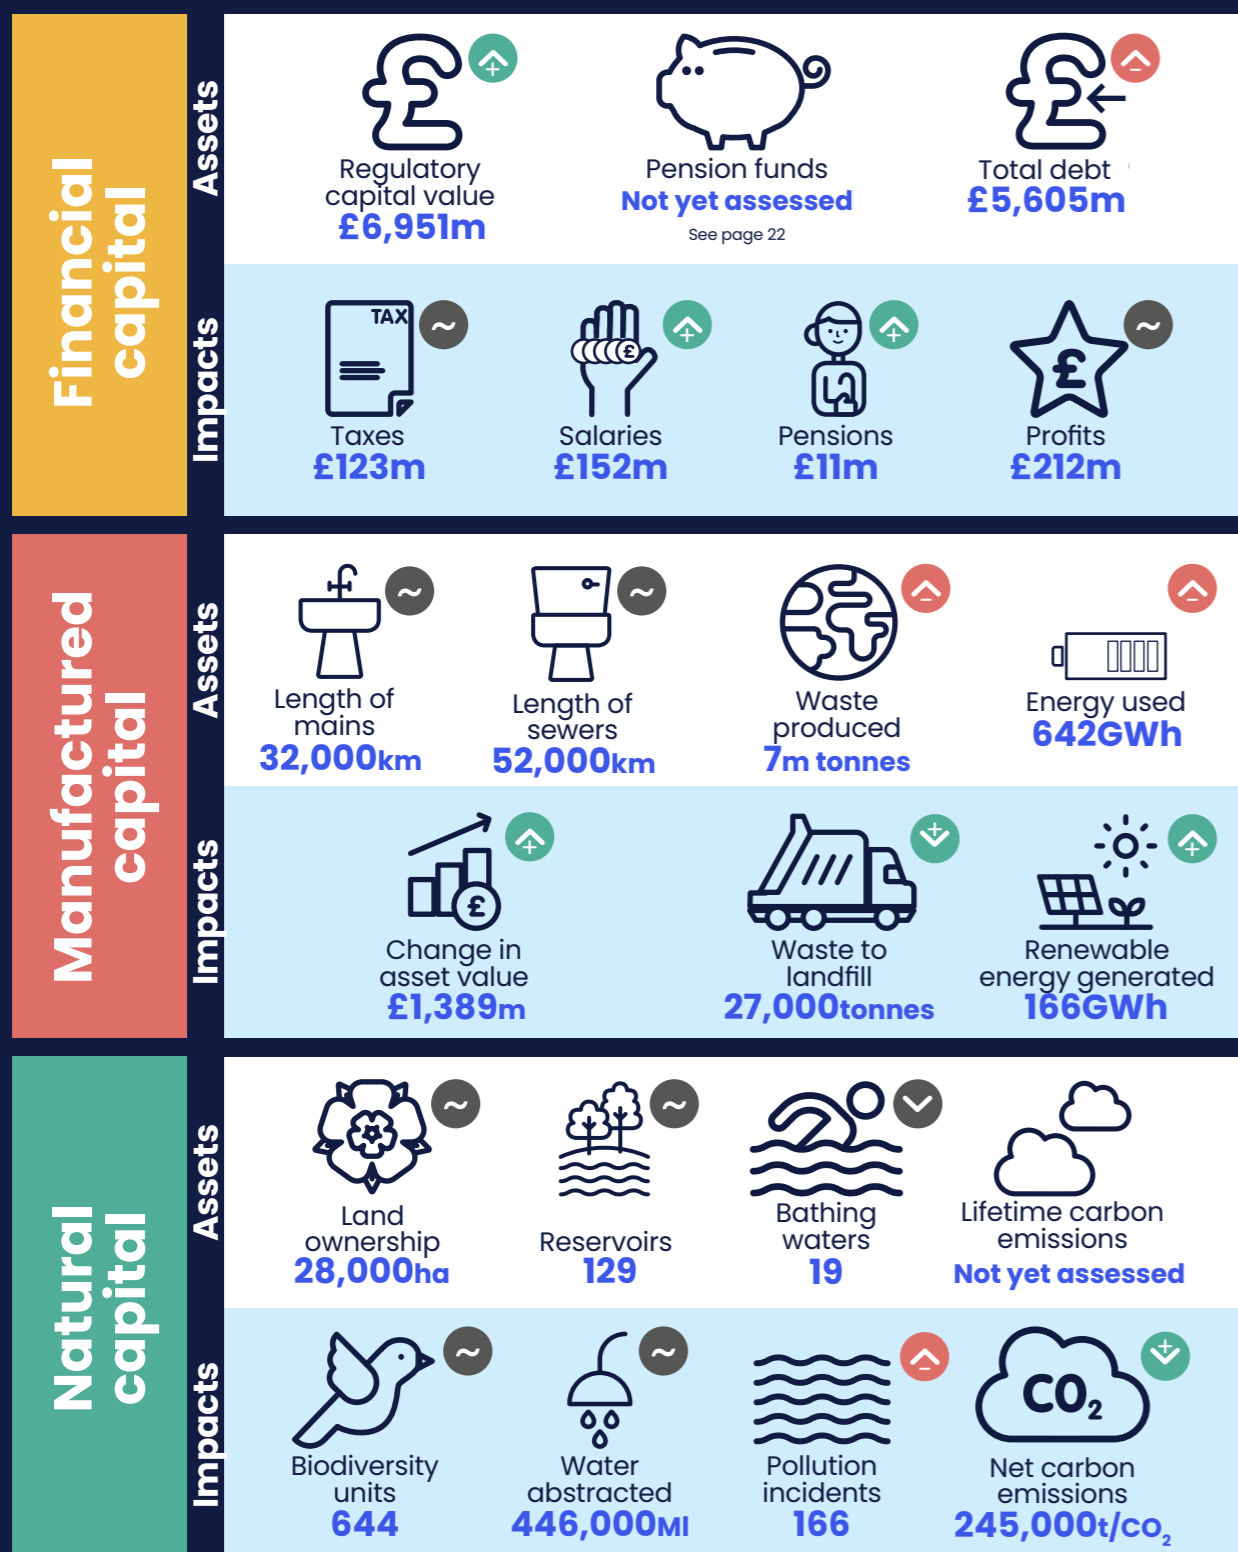 Financial
capital
Assets
Regulatory
capital value
£6,951m
Pension funds
Not yet assessed
See page 22
Total debt
£5,605m
Impacts
TAX
Taxes
£123m
£
Salaries
£152m
Pensions
£11m
£
Profits
£212m
Manufactured
capital
Assets
Length of
mains
32,000km
Length of
sewers
52,000km
Waste
produced
7m tonnes
Energy used
642GWh
Impacts
£
Change in
asset value
£1,389m
Waste to
landfill
27,000tonnes
Renewable
energy generated
166GWh
Natural
capital
Assets
Land
ownership
28,000ha
Reservoirs
129
Bathing
waters
19
Lifetime carbon
emissions
Not yet assessed
Impacts
Biodiversity
units
644
Water
abstracted
446,000Ml
Pollution
incidents
166
CO₂
Net carbon
emissions
245,000t/CO₂